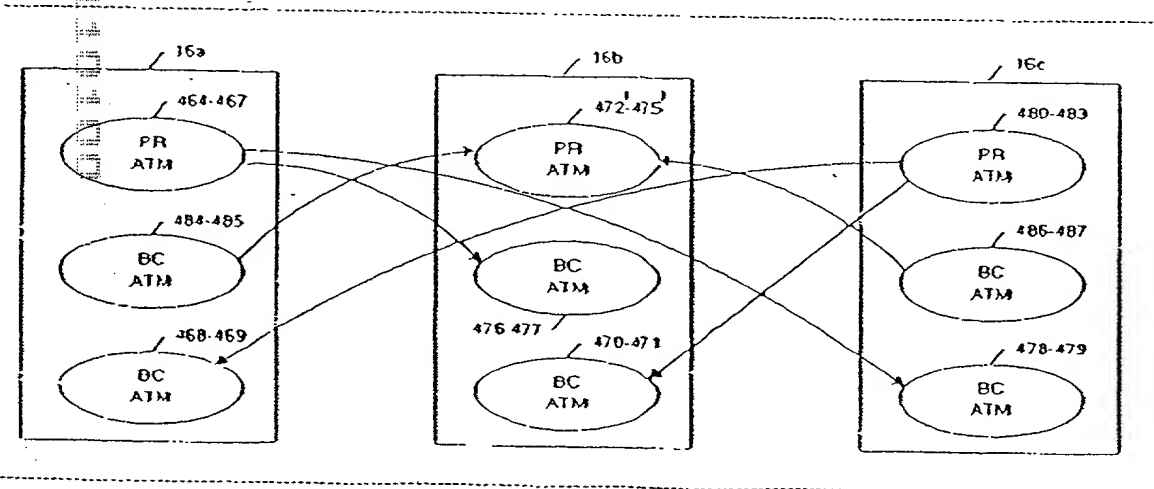 16a
464-467
PR
ATM
484-485
BC
ATM
468-469
BC
ATM
16b
472-475
PR
ATM
BC
ATM
476-477
470-471
BC
ATM
16c
480-483
PR
ATM
486-487
BC
ATM
478-479
BC
ATM